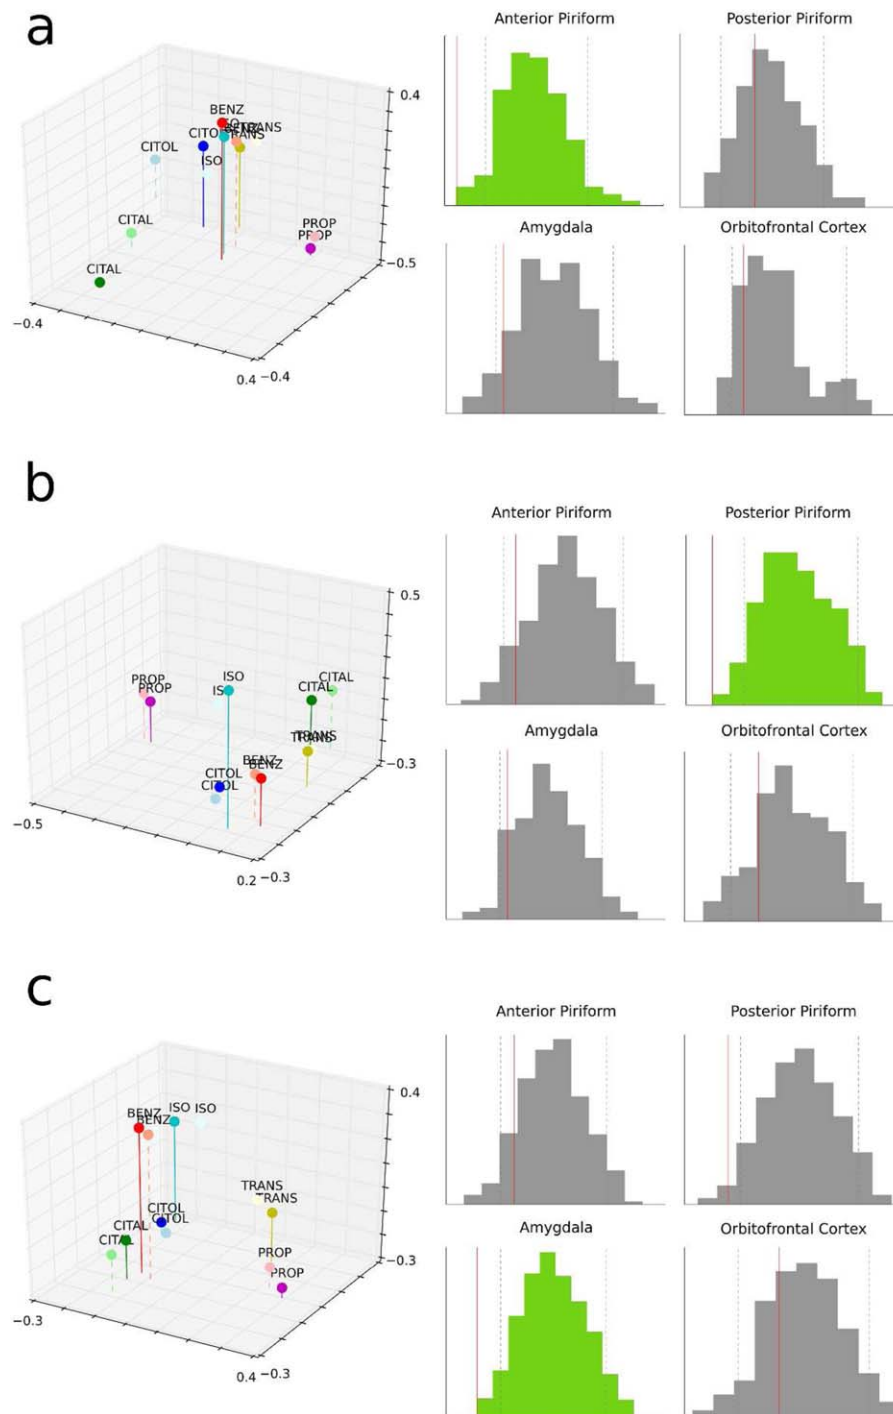 a
Anterior Piriform
Posterior Piriform
0.4
BENZ
CITOL
TRANS
CITOL
ISO
CITAL
PROP
PROP
CITAL
−0.4
−0.5
0.4
−0.4
Amygdala
Orbitofrontal Cortex
b
Anterior Piriform
Posterior Piriform
0.5
PROP
PROP
ISO
CITAL
CITAL
TRANS
BENZ
BENZ
CITOL
CITOL
−0.5
−0.3
0.2
−0.3
Amygdala
Orbitofrontal Cortex
c
Anterior Piriform
Posterior Piriform
0.4
ISO
ISO
BENZ
BENZ
TRANS
TRANS
CITOL
CITOL
CITAL
CITAL
PROP
PROP
−0.3
−0.3
0.4
−0.3
Amygdala
Orbitofrontal Cortex